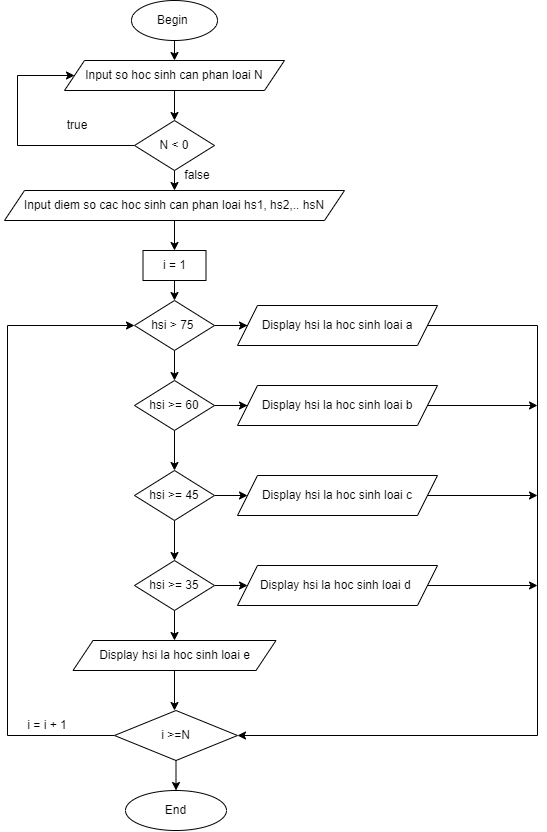 Begin
Input so hoc sinh can phan loai N
true
N < 0
false
Input diem so cac hoc sinh can phan loai hs1, hs2,.. hsN
i = 1
hsi > 75
Display hsi la hoc sinh loai a
hsi >= 60
Display hsi la hoc sinh loai b
hsi >= 45
Display hsi la hoc sinh loai c
hsi >= 35
Display hsi la hoc sinh loai d
Display hsi la hoc sinh loai e
i = i + 1
i >=N
End